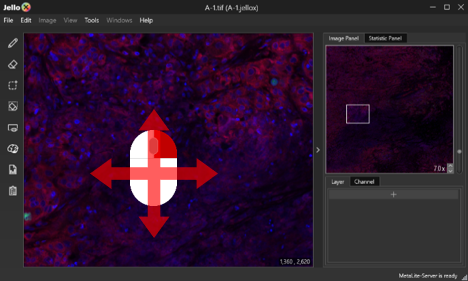 JelloX A-1.tif (A-1.jellox)
File Edit Image View Tools Windows Help
Image Panel Statistic Panel
7.0 x
Layer Channel
1,360 , 2,620
MetaLite-Server is ready